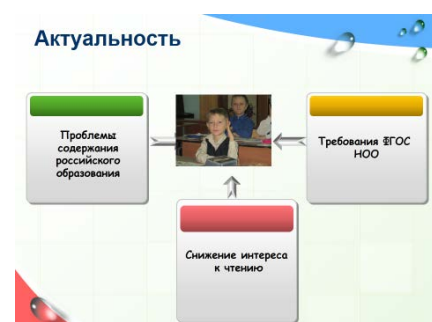 Актуальность
Проблемы
содержания
российского
образования
Требования ФГОС
НОО
Снижение интереса
к чтению